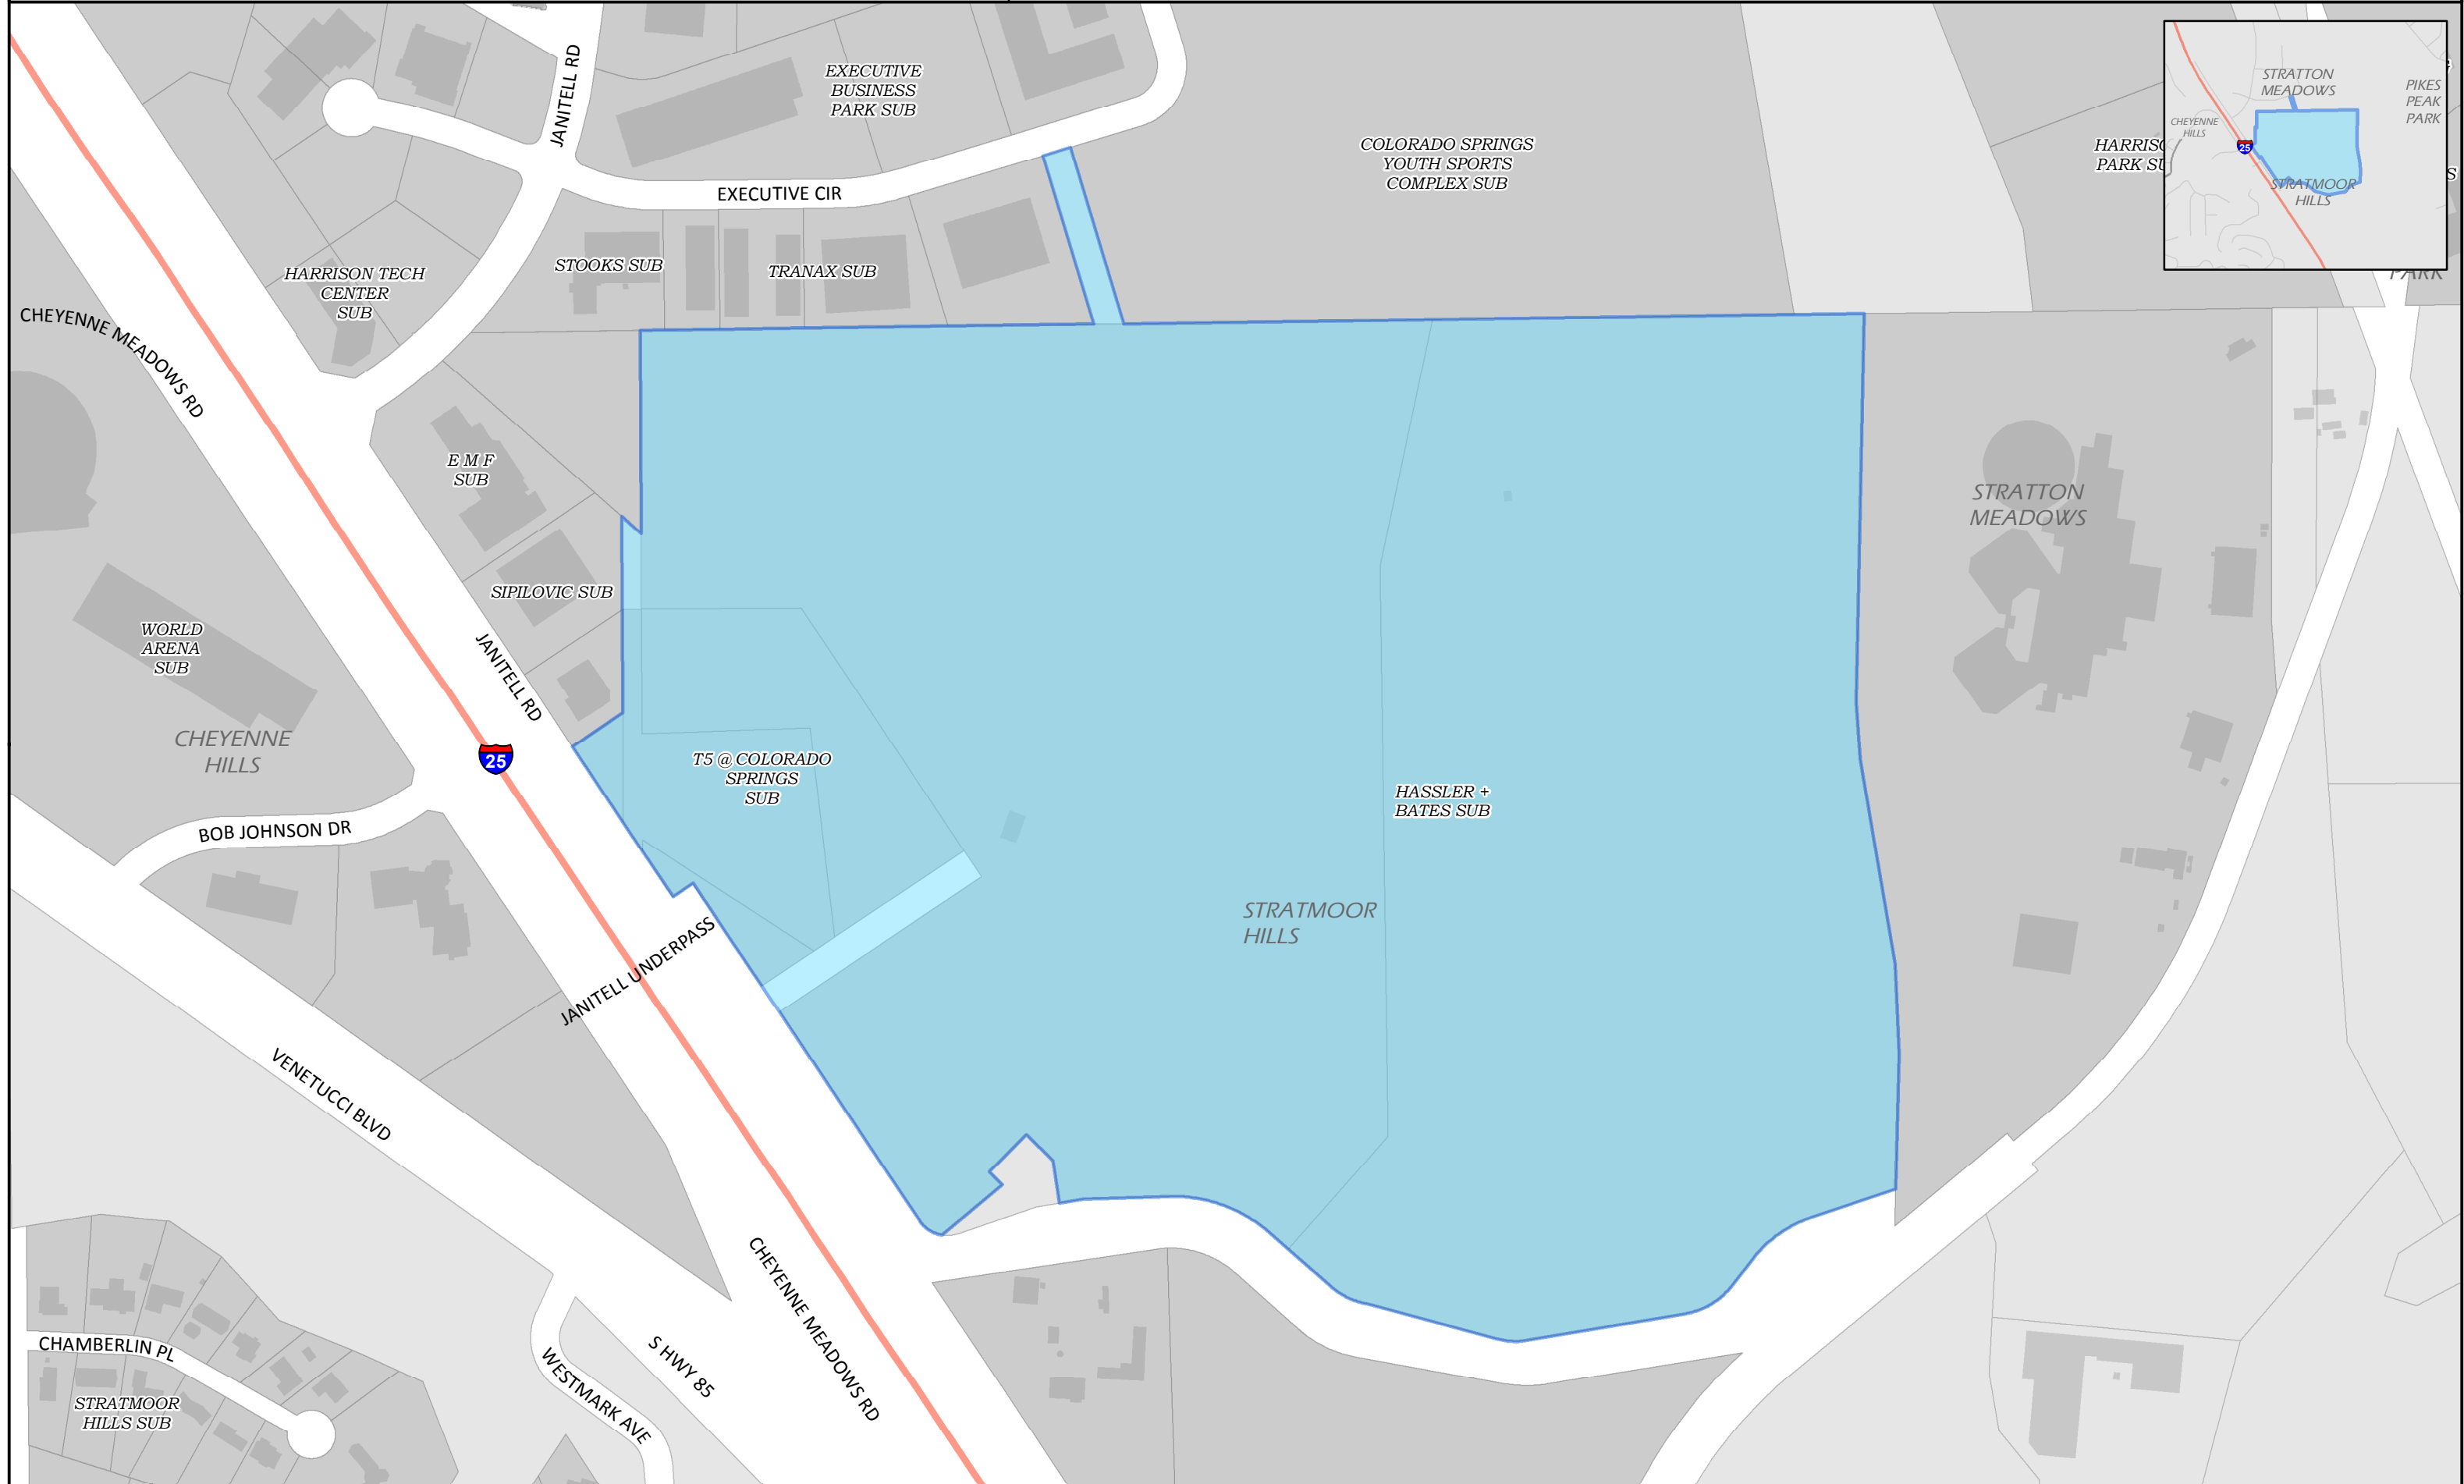 JANITELL RD
EXECUTIVE
BUSINESS
PARK SUB
COLORADO SPRINGS
YOUTH SPORTS
COMPLEX SUB
STRATTON
MEADOWS
PIKES
PEAK
PARK
CHEYENNE
HILLS
25
STRATMOOR
HILLS
PARK
EXECUTIVE CIR
HARRISON TECH
CENTER
SUB
STOOKS SUB
TRANAX SUB
CHEYENNE MEADOWS RD
E M F
SUB
STRATTON
MEADOWS
SIPILOVIC SUB
WORLD
ARENA
SUB
JANITELL RD
CHEYENNE
HILLS
25
T5 @ COLORADO
SPRINGS
SUB
HASSLER +
BATES SUB
BOB JOHNSON DR
STRATMOOR
HILLS
JANITELL UNDERPASS
VENETUCCI BLVD
CHEYENNE MEADOWS RD
CHAMBERLIN PL
S HWY 85
WESTMARK AVE
STRATMOOR
HILLS SUB